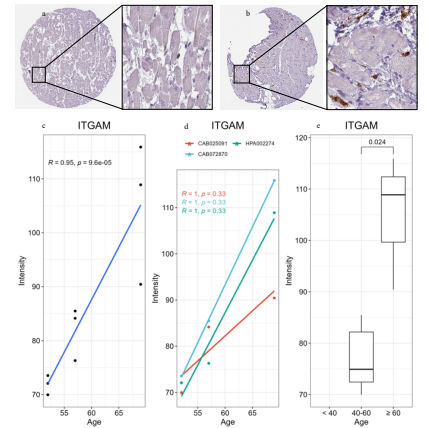 a
b
c
ITGAM
R = 0.95, p = 9.6e-05
Intensity
110
100
90
80
70
55
60
65
Age
d
ITGAM
CAB025091
HPA002274
CAB072870
R = 1, p = 0.33
R = 1, p = 0.33
R = 1, p = 0.33
Intensity
110
100
90
80
70
55
60
65
Age
e
ITGAM
0.024
Intensity
120
110
100
90
80
70
< 40
40-60
≥ 60
Age